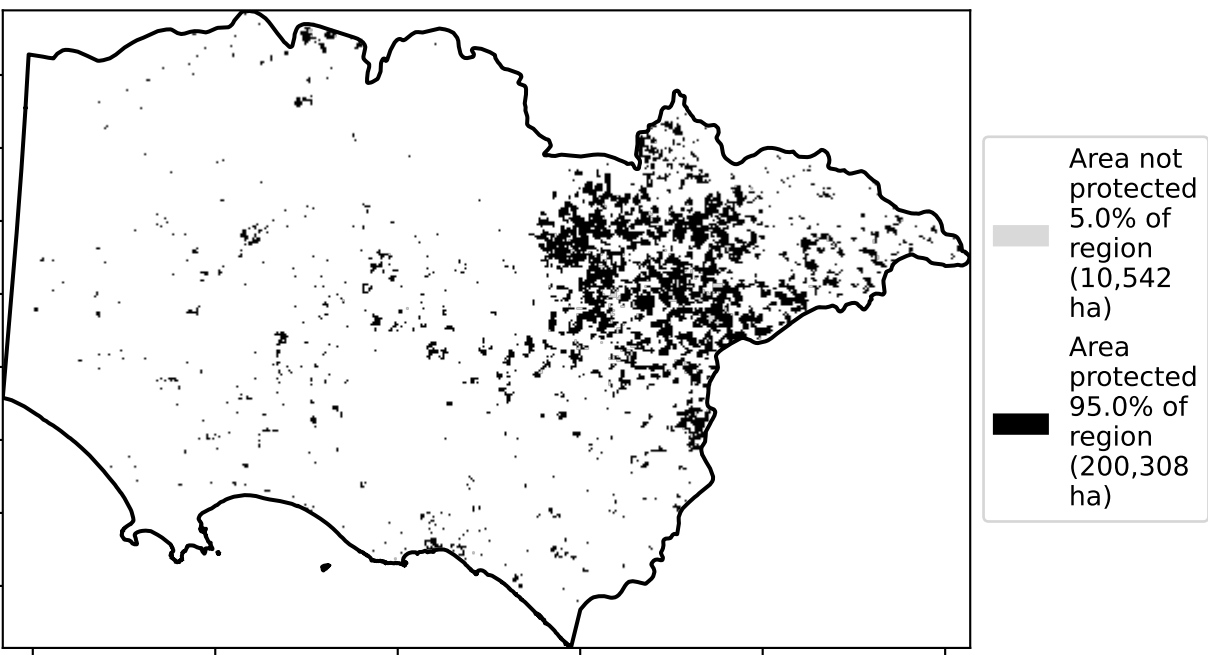 Area not
protected
5.0% of
region
(10,542
ha)
Area
protected
95.0% of
region
(200,308
ha)